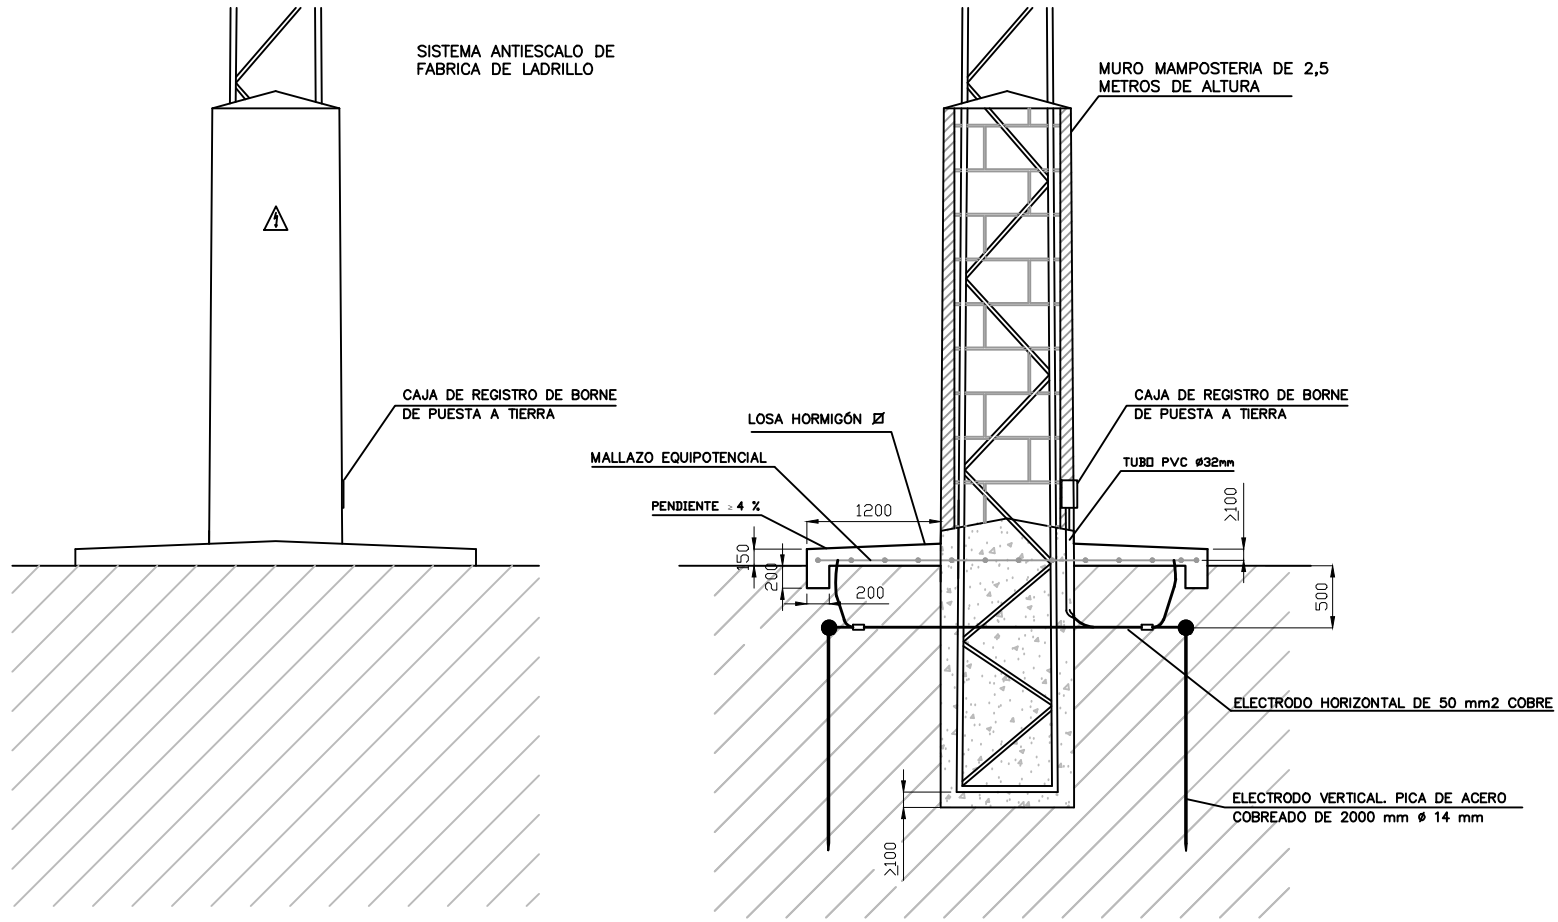 SISTEMA ANTIESCALO DE
FABRICA DE LADRILLO
MURO MAMPOSTERIA DE 2,5
METROS DE ALTURA
CAJA DE REGISTRO DE BORNE
DE PUESTA A TIERRA
CAJA DE REGISTRO DE BORNE
DE PUESTA A TIERRA
LOSA HORMIGÓN
MALLAZO EQUIPOTENCIAL
TUBO PVC Ø32mm
PENDIENTE ≥ 4 %
1200
≥100
150
200
200
500
ELECTRODO HORIZONTAL DE 50 mm2 COBRE
ELECTRODO VERTICAL. PICA DE ACERO
COBREADO DE 2000 mm Ø 14 mm
≥100